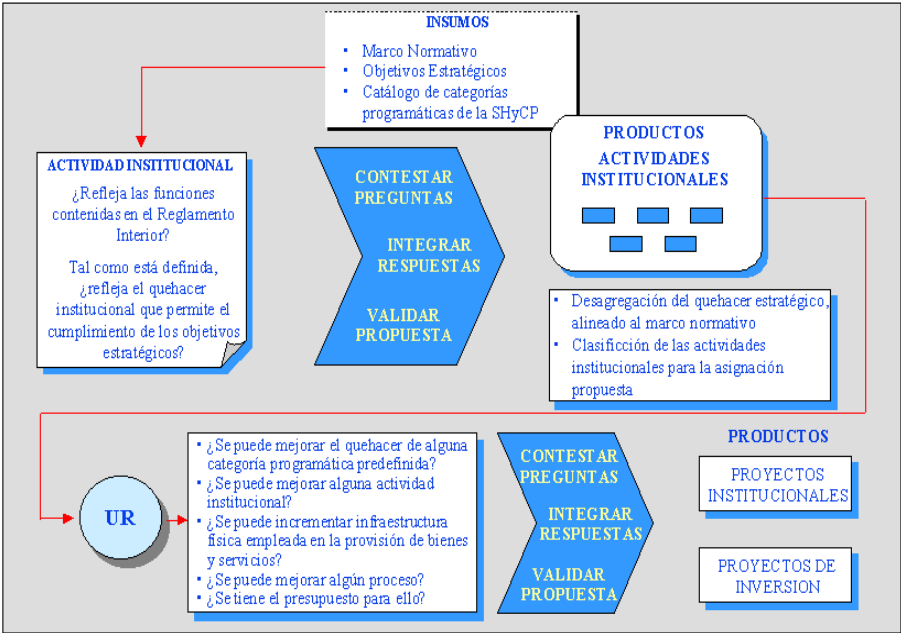 INSUMOS
• Marco Normativo
• Objetivos Estratégicos
• Catálogo de categorías
programáticas de la SHyCP
ACTIVIDAD INSTITUCIONAL
¿Refleja las funciones
contenidas en el Reglamento
Interior?
Tal como está definida,
¿refleja el quehacer
institucional que permite el
cumplimiento de los objetivos
estratégicos?
CONTESTAR
PREGUNTAS
INTEGRAR
RESPUESTAS
VALIDAR
PROPUESTA
PRODUCTOS
ACTIVIDADES
INSTITUCIONALES
• Desagregación del quehacer estratégico,
alineado al marco normativo
• Clasificción de las actividades
institucionales para la asignación
propuesta
UR
• ¿Se puede mejorar el quehacer de alguna
categoría programática predefinida?
• ¿Se puede mejorar alguna actividad
institucional?
• ¿Se puede incrementar infraestructura
física empleada en la provisión de bienes
y servicios?
• ¿Se puede mejorar algún proceso?
• ¿Se tiene el presupuesto para ello?
CONTESTAR
PREGUNTAS
INTEGRAR
RESPUESTAS
VALIDAR
PROPUESTA
PRODUCTOS
PROYECTOS
INSTITUCIONALES
PROYECTOS DE
INVERSION